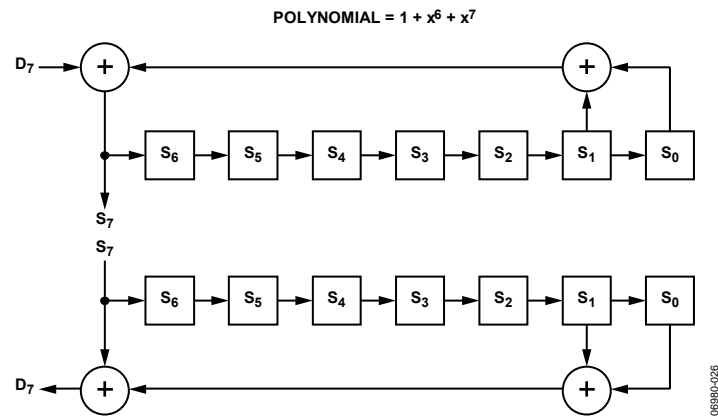 POLYNOMIAL = 1 + x⁶ + x⁷
D₇ + +
S₆ S₅ S₄ S₃ S₂ S₁ S₀
S₇
S₇
S₆ S₅ S₄ S₃ S₂ S₁ S₀
D₇ + +
06980-026